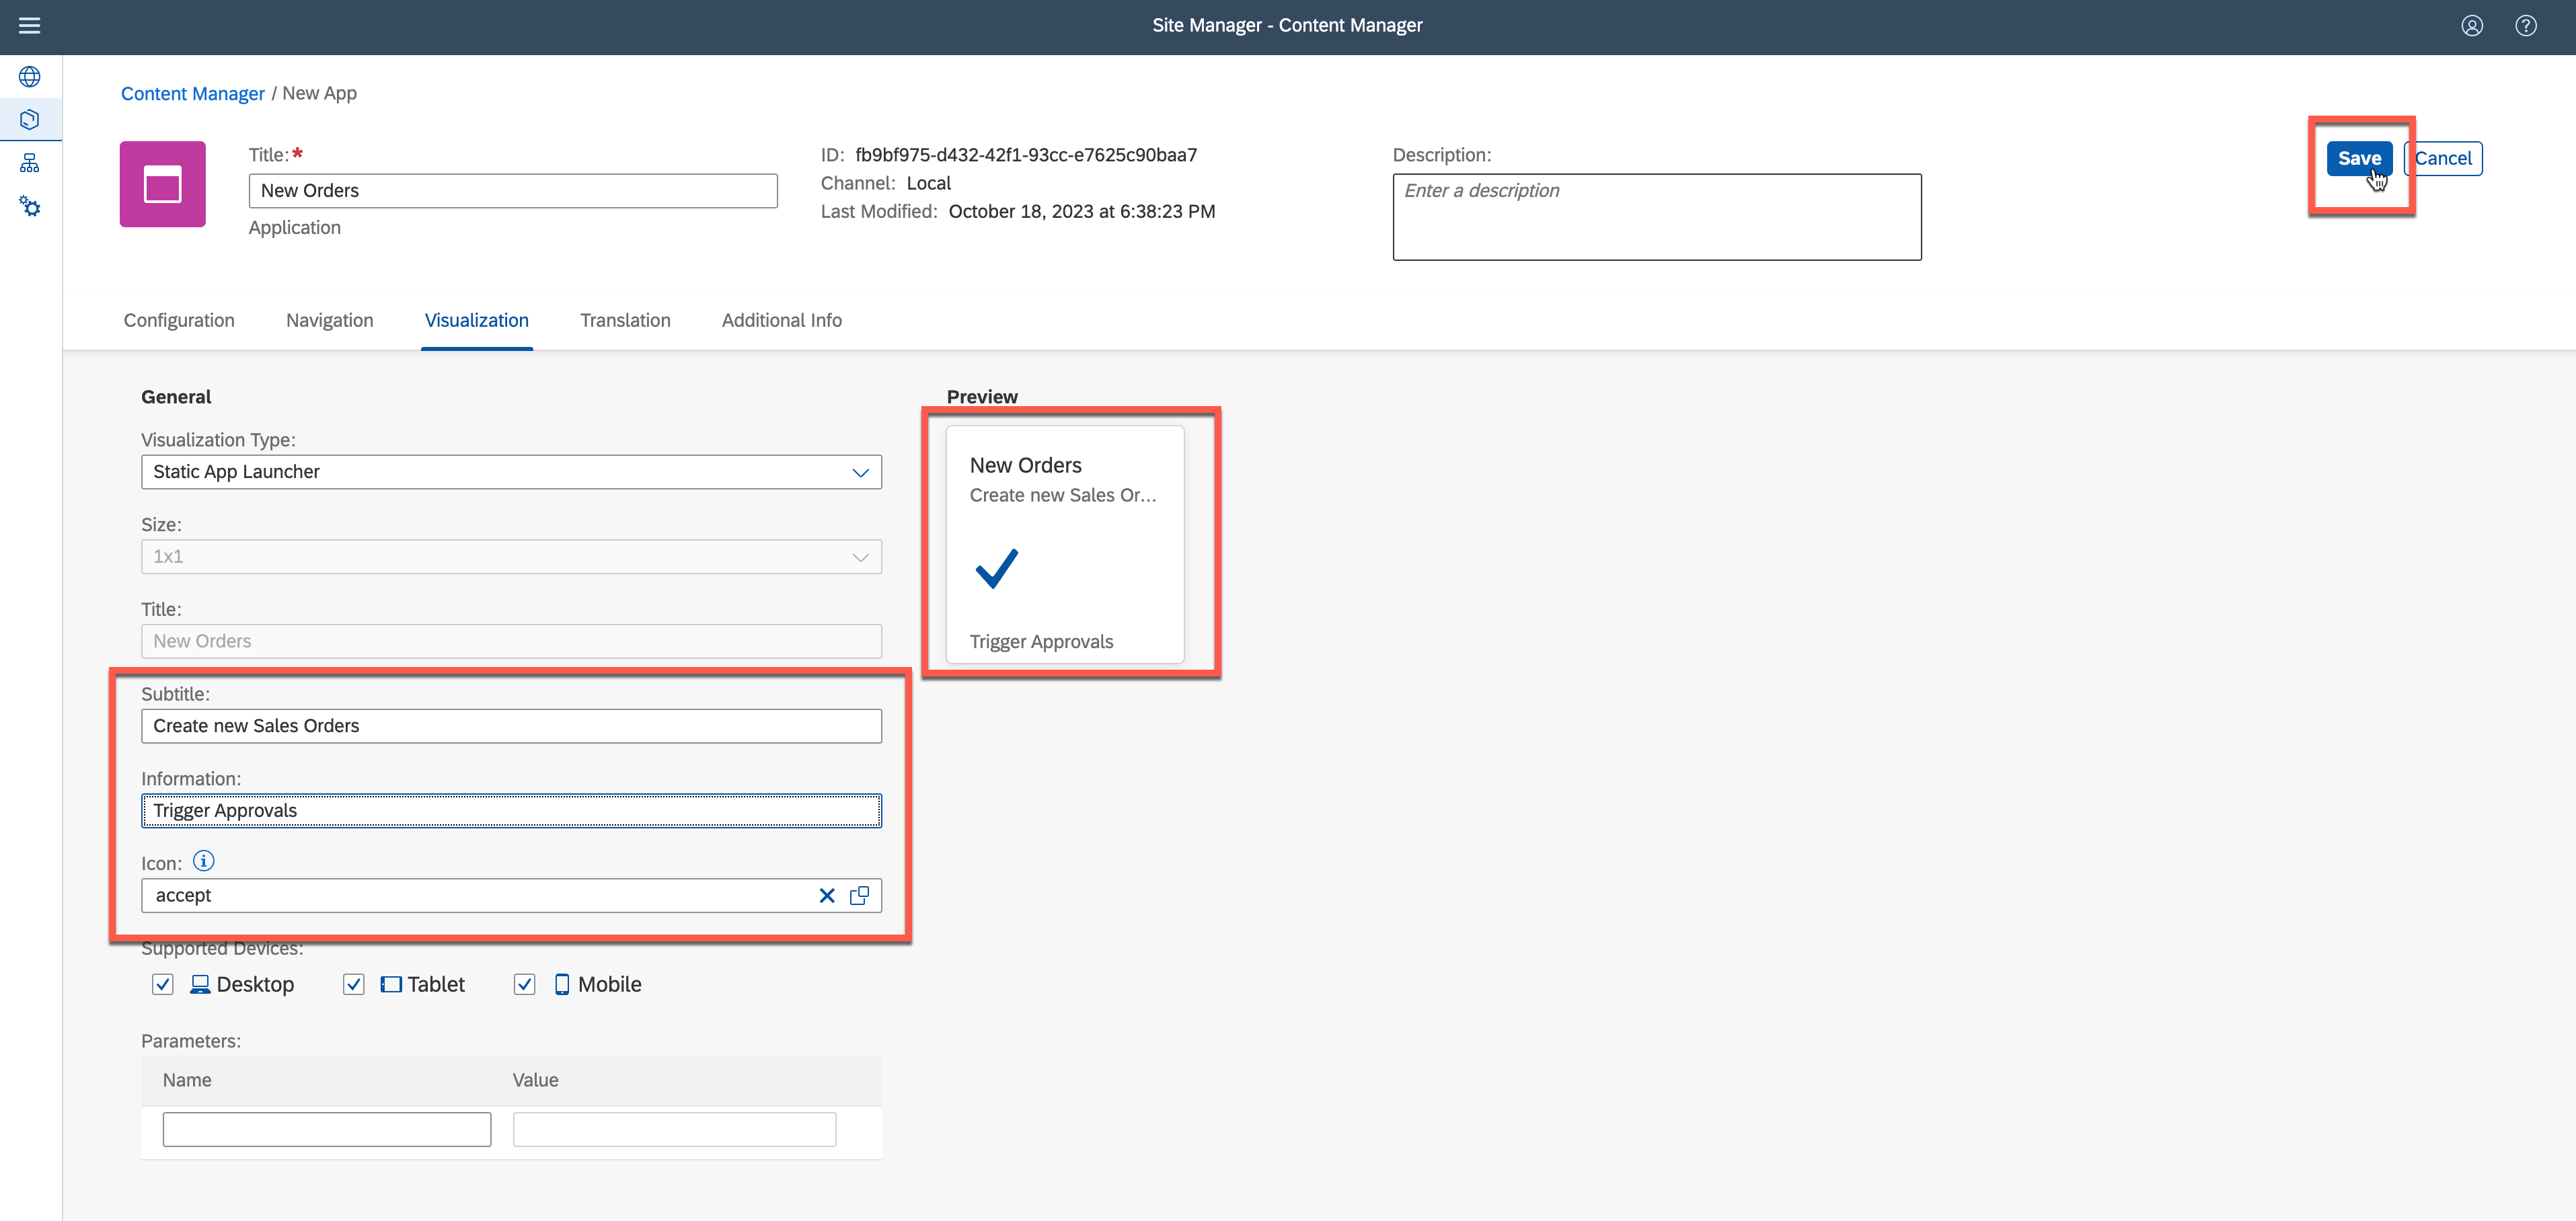 Site Manager - Content Manager
Content Manager / New App
Title:*
New Orders
Application
ID: fb9bf975-d432-42f1-93cc-e7625c90baa7
Channel: Local
Last Modified: October 18, 2023 at 6:38:23 PM
Description:
Enter a description
Save
Cancel
Configuration
Navigation
Visualization
Translation
Additional Info
General
Visualization Type:
Static App Launcher
Size:
1x1
Title:
New Orders
Subtitle:
Create new Sales Orders
Information:
Trigger Approvals
Icon:
accept
Supported Devices:
Desktop
Tablet
Mobile
Parameters:
Name
Value
Preview
New Orders
Create new Sales Or...
Trigger Approvals